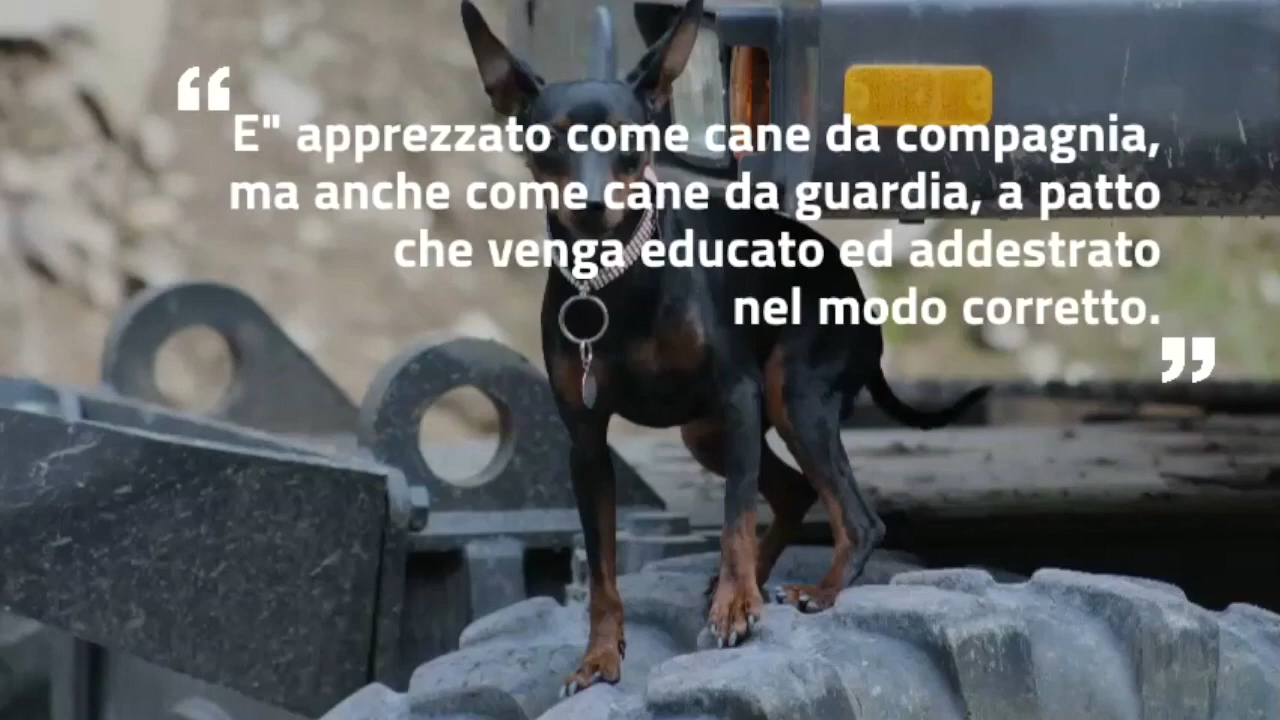 “E" apprezzato come cane da compagnia,
ma anche come cane da guardia, a patto
che venga educato ed addestrato
nel modo corretto.”